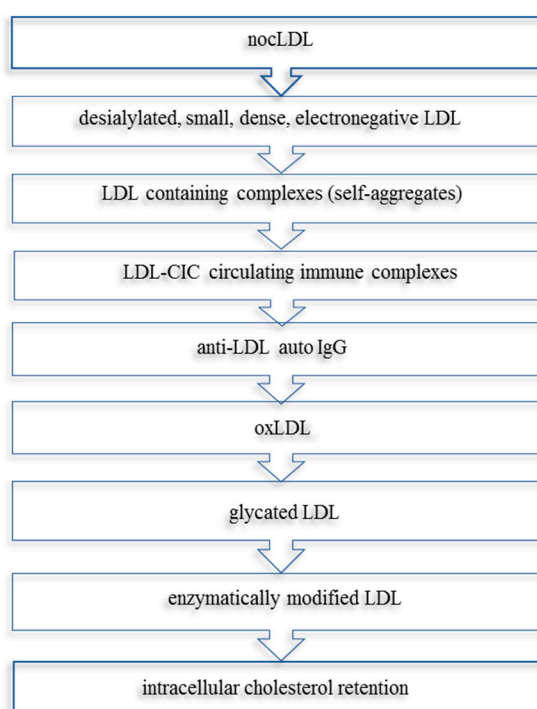 nocLDL
desialylated, small, dense, electronegative LDL
LDL containing complexes (self-aggregates)
LDL-CIC circulating immune complexes
anti-LDL auto IgG
oxLDL
glycated LDL
enzymatically modified LDL
intracellular cholesterol retention